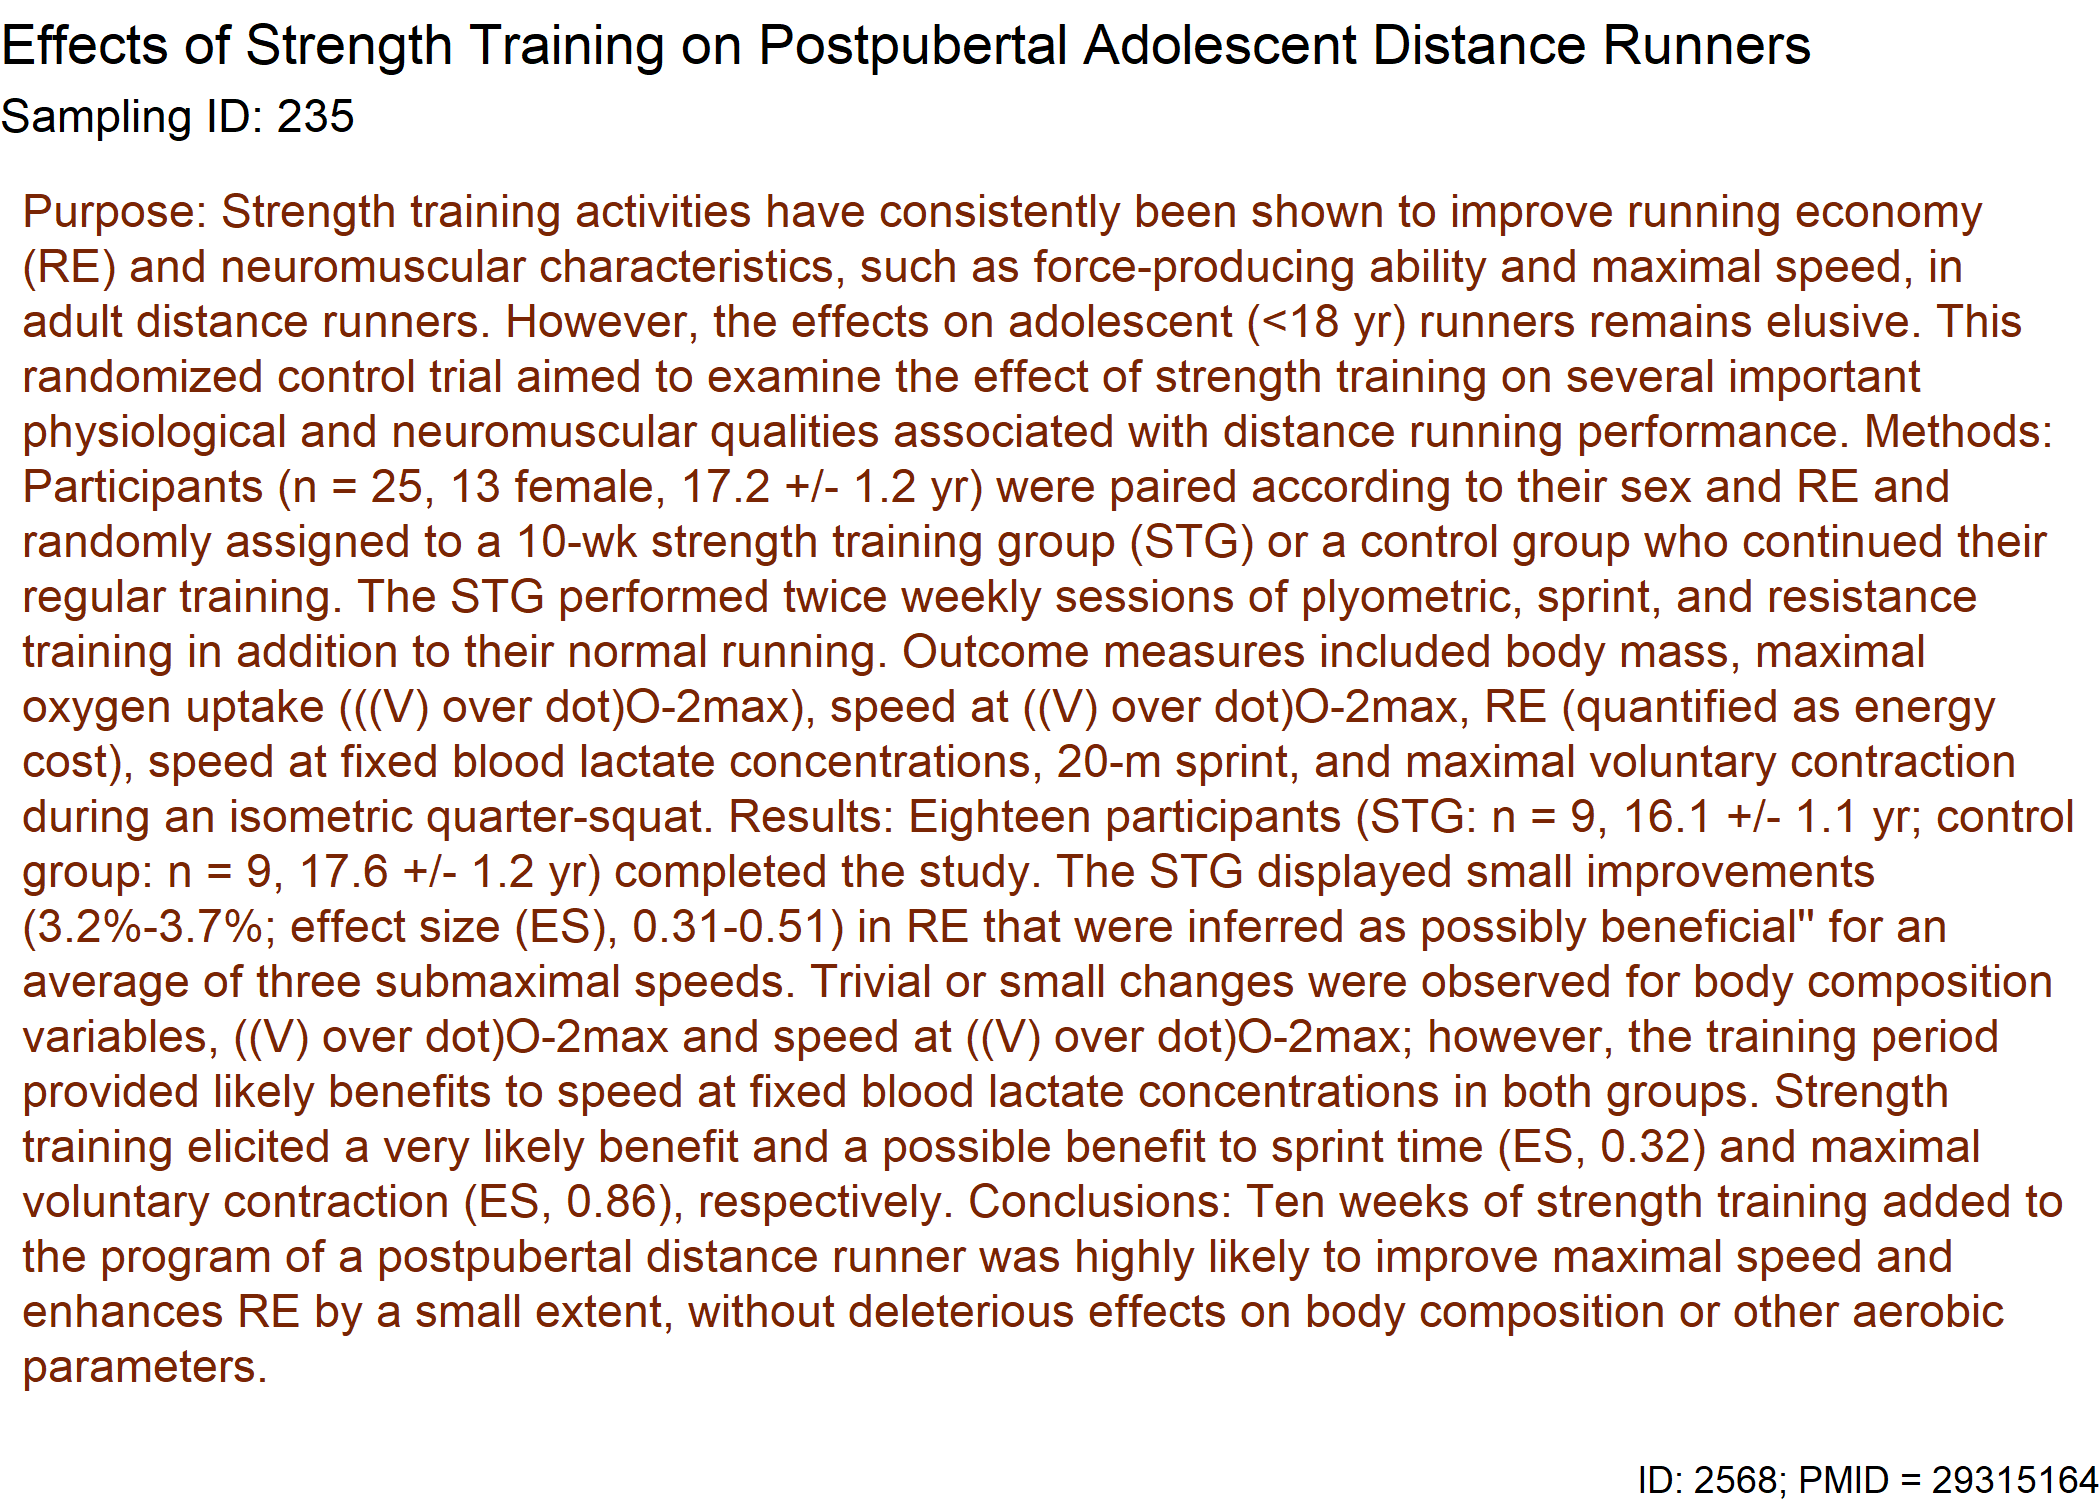 Effects of Strength Training on Postpubertal Adolescent Distance Runners
Sampling ID: 235
Purpose: Strength training activities have consistently been shown to improve running economy
(RE) and neuromuscular characteristics, such as force-producing ability and maximal speed, in
adult distance runners. However, the effects on adolescent (<18 yr) runners remains elusive. This
randomized control trial aimed to examine the effect of strength training on several important
physiological and neuromuscular qualities associated with distance running performance. Methods:
Participants (n = 25, 13 female, 17.2 +/- 1.2 yr) were paired according to their sex and RE and
randomly assigned to a 10-wk strength training group (STG) or a control group who continued their
regular training. The STG performed twice weekly sessions of plyometric, sprint, and resistance
training in addition to their normal running. Outcome measures included body mass, maximal
oxygen uptake (((V) over dot)O-2max), speed at ((V) over dot)O-2max, RE (quantified as energy
cost), speed at fixed blood lactate concentrations, 20-m sprint, and maximal voluntary contraction
during an isometric quarter-squat. Results: Eighteen participants (STG: n = 9, 16.1 +/- 1.1 yr; control
group: n = 9, 17.6 +/- 1.2 yr) completed the study. The STG displayed small improvements
(3.2%-3.7%; effect size (ES), 0.31-0.51) in RE that were inferred as possibly beneficial" for an
average of three submaximal speeds. Trivial or small changes were observed for body composition
variables, ((V) over dot)O-2max and speed at ((V) over dot)O-2max; however, the training period
provided likely benefits to speed at fixed blood lactate concentrations in both groups. Strength
training elicited a very likely benefit and a possible benefit to sprint time (ES, 0.32) and maximal
voluntary contraction (ES, 0.86), respectively. Conclusions: Ten weeks of strength training added to
the program of a postpubertal distance runner was highly likely to improve maximal speed and
enhances RE by a small extent, without deleterious effects on body composition or other aerobic
parameters.
ID: 2568; PMID = 29315164